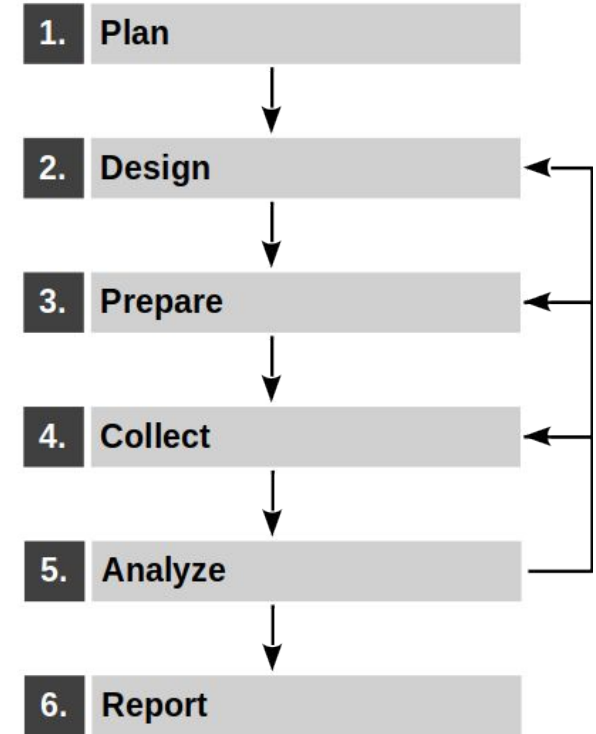 1. Plan
2. Design
3. Prepare
4. Collect
5. Analyze
6. Report